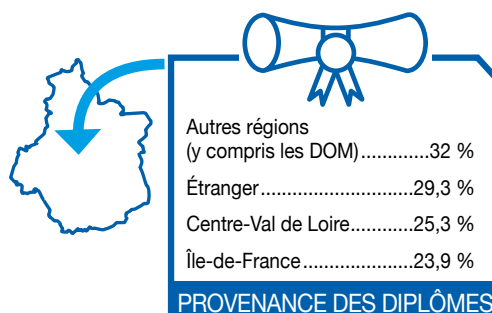 Autres régions
(y compris les DOM).............32 %
Étranger.............................29,3 %
Centre-Val de Loire............25,3 %
Île-de-France.....................23,9 %
PROVENANCE DES DIPLÔMES